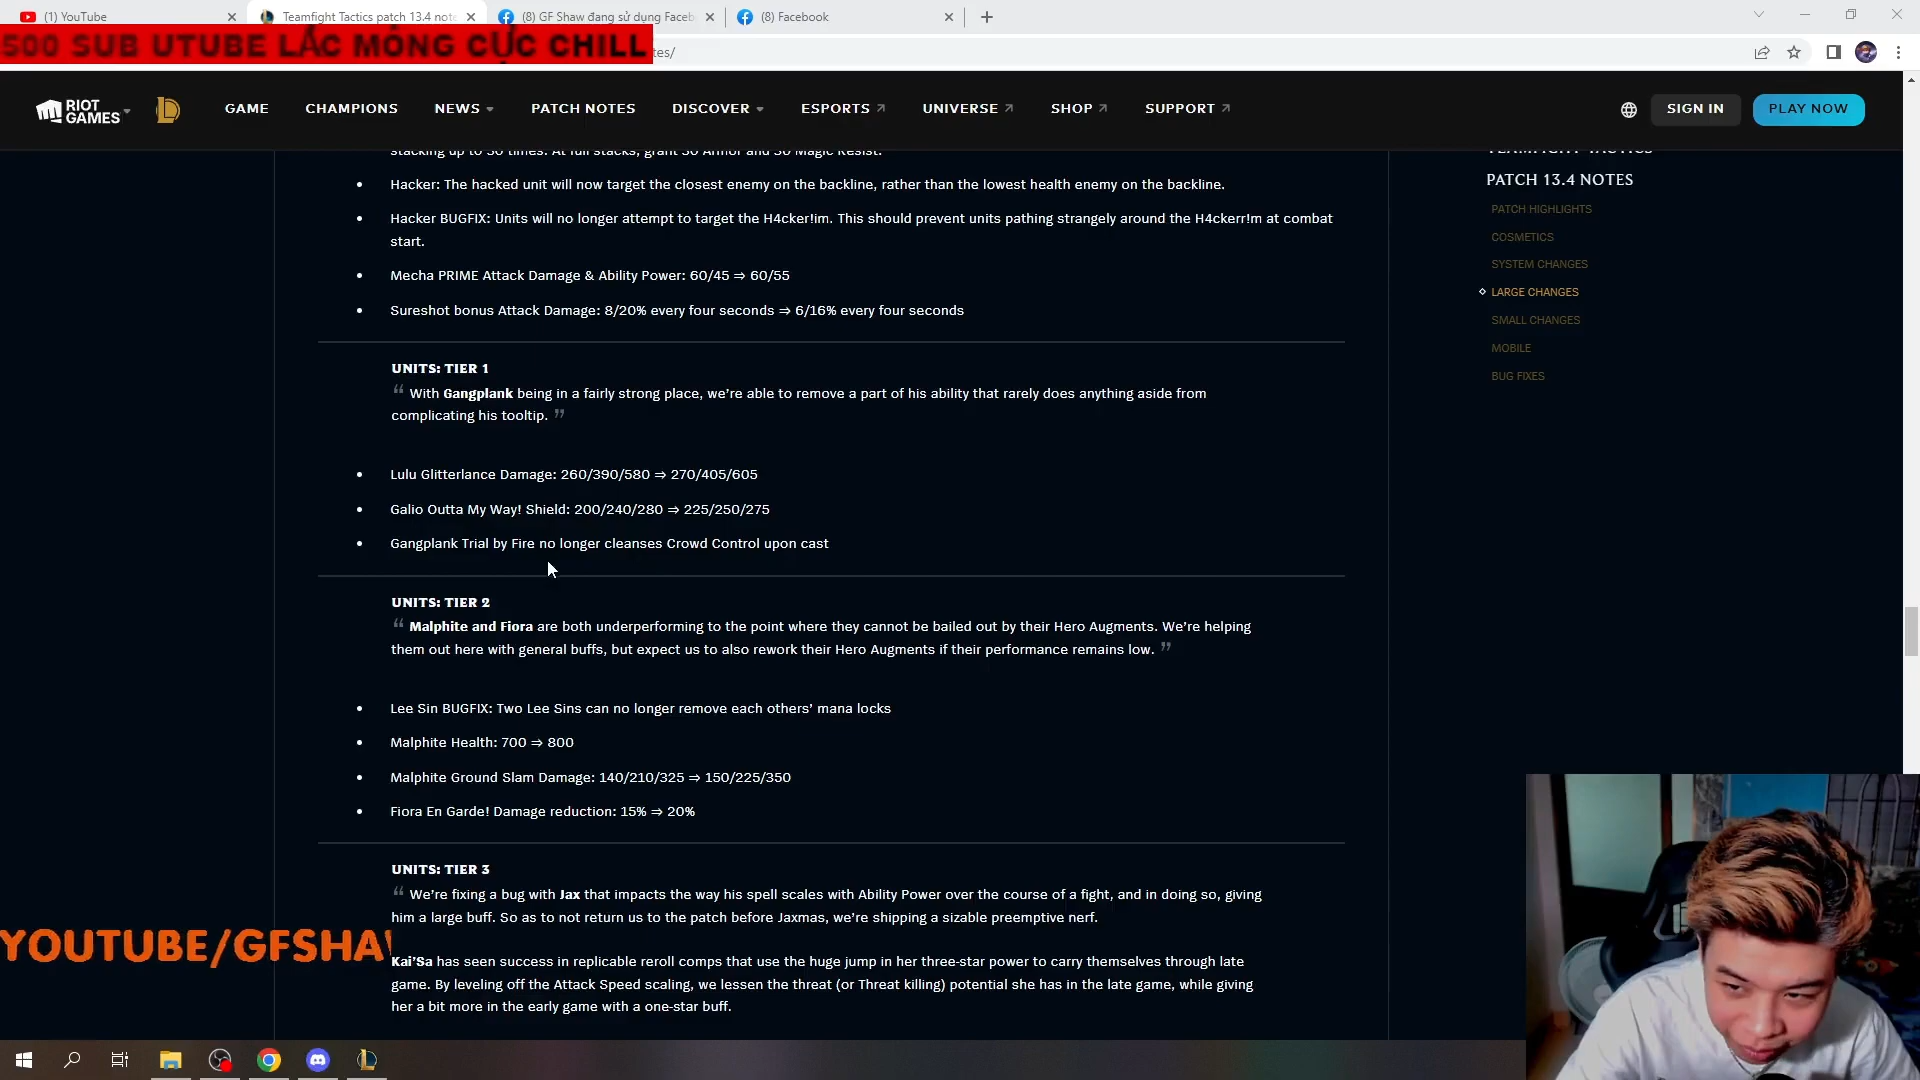 (1) YouTube
Teamfight Tactics patch 13.4 note
(8) GF Shaw đang sử dụng Faceb
(8) Facebook
500 SUB UTUBE LẮC MÔNG CỰC CHILL
tes/
RIOT GAMES
GAME
CHAMPIONS
NEWS
PATCH NOTES
DISCOVER
ESPORTS
UNIVERSE
SHOP
SUPPORT
SIGN IN
PLAY NOW
stacking up to 30 times. At full stacks, grant 30 Armor and 30 Magic Resist.
Hacker: The hacked unit will now target the closest enemy on the backline, rather than the lowest health enemy on the backline.
Hacker BUGFIX: Units will no longer attempt to target the H4cker!im. This should prevent units pathing strangely around the H4ckerr!m at combat
start.
Mecha PRIME Attack Damage & Ability Power: 60/45 ⇒ 60/55
Sureshot bonus Attack Damage: 8/20% every four seconds ⇒ 6/16% every four seconds
UNITS: TIER 1
“ With Gangplank being in a fairly strong place, we’re able to remove a part of his ability that rarely does anything aside from
complicating his tooltip. ”
Lulu Glitterlance Damage: 260/390/580 ⇒ 270/405/605
Galio Outta My Way! Shield: 200/240/280 ⇒ 225/250/275
Gangplank Trial by Fire no longer cleanses Crowd Control upon cast
UNITS: TIER 2
“ Malphite and Fiora are both underperforming to the point where they cannot be bailed out by their Hero Augments. We’re helping
them out here with general buffs, but expect us to also rework their Hero Augments if their performance remains low. ”
Lee Sin BUGFIX: Two Lee Sins can no longer remove each others’ mana locks
Malphite Health: 700 ⇒ 800
Malphite Ground Slam Damage: 140/210/325 ⇒ 150/225/350
Fiora En Garde! Damage reduction: 15% ⇒ 20%
UNITS: TIER 3
“ We’re fixing a bug with Jax that impacts the way his spell scales with Ability Power over the course of a fight, and in doing so, giving
him a large buff. So as to not return us to the patch before Jaxmas, we’re shipping a sizable preemptive nerf.
Kai’Sa has seen success in replicable reroll comps that use the huge jump in her three-star power to carry themselves through late
game. By leveling off the Attack Speed scaling, we lessen the threat (or Threat killing) potential she has in the late game, while giving
her a bit more in the early game with a one-star buff.
TEAMFIGHT TACTICS
PATCH 13.4 NOTES
PATCH HIGHLIGHTS
COSMETICS
SYSTEM CHANGES
LARGE CHANGES
SMALL CHANGES
MOBILE
BUG FIXES
YOUTUBE/GFSHAW